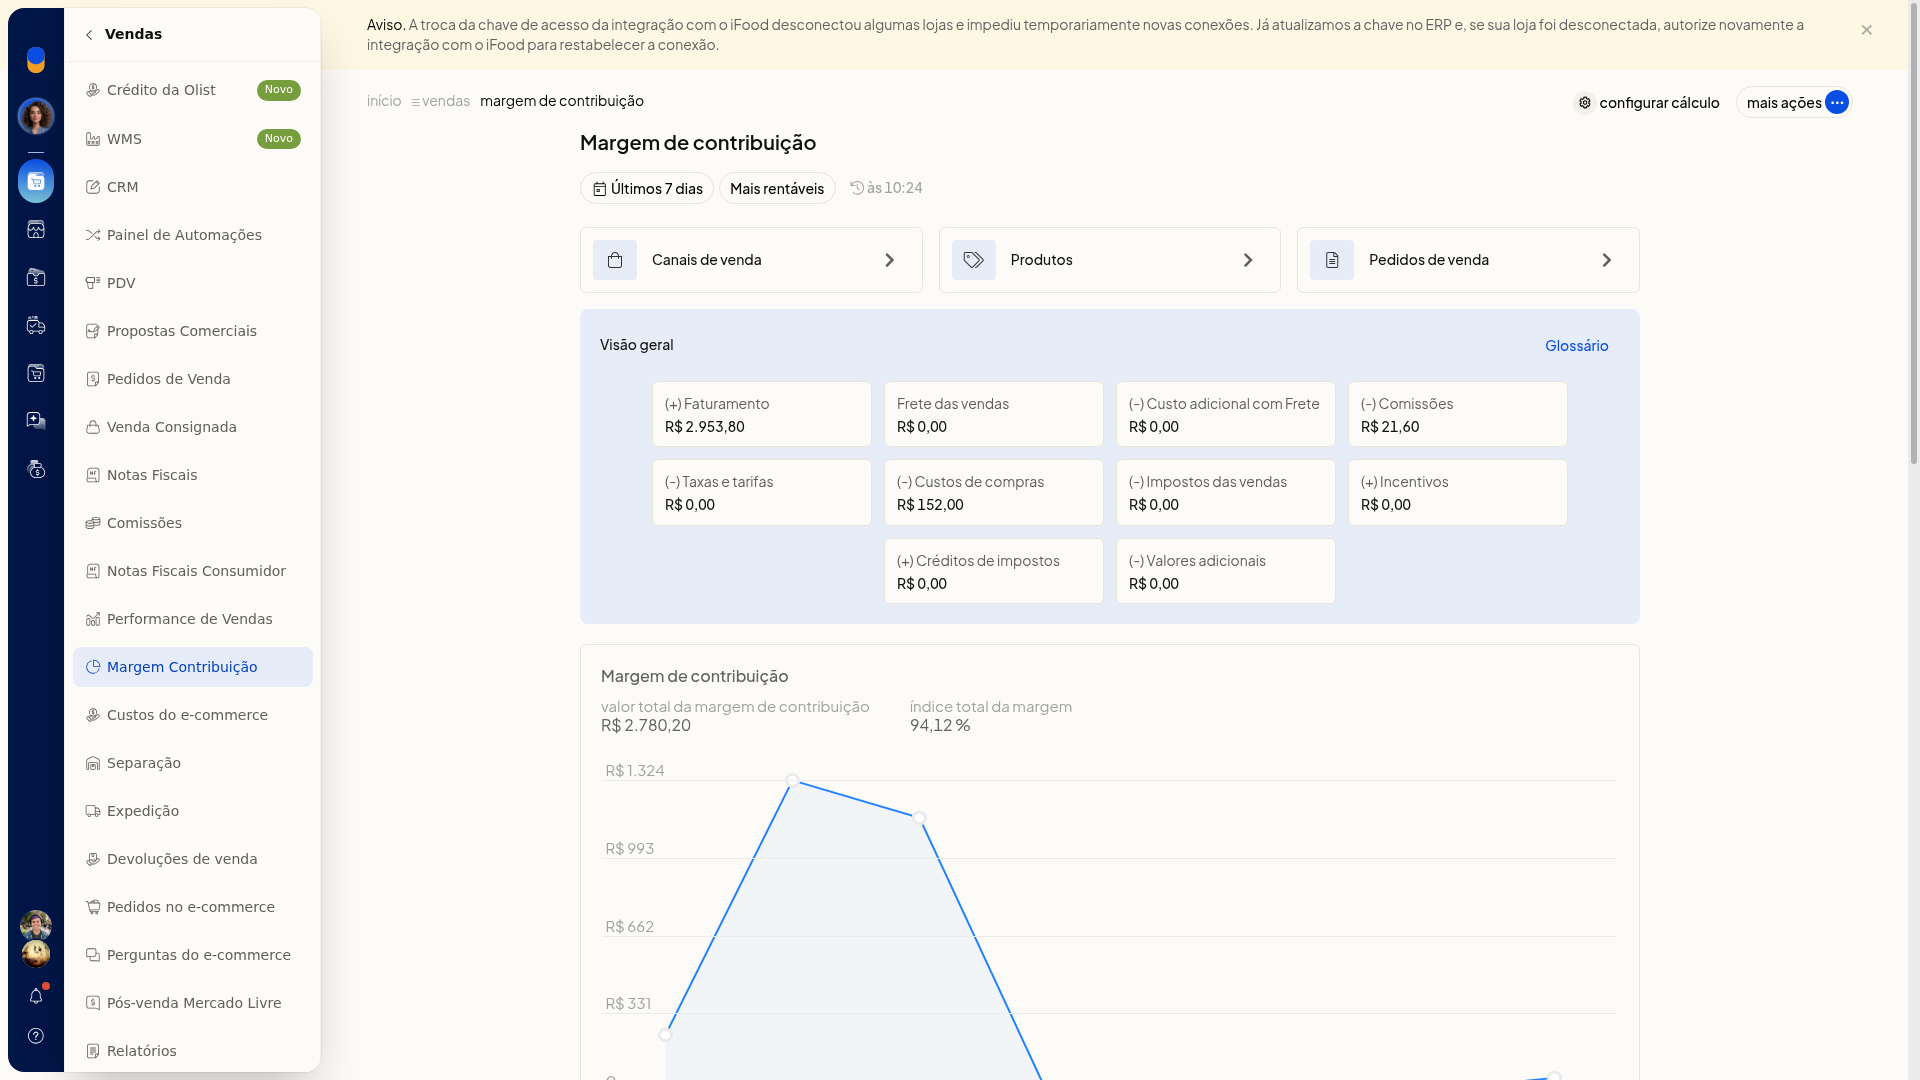 Vendas
Crédito da Olist
Novo
WMS
Novo
CRM
Painel de Automações
PDV
Propostas Comerciais
Pedidos de Venda
Venda Consignada
Notas Fiscais
Comissões
Notas Fiscais Consumidor
Performance de Vendas
Margem Contribuição
Custos do e-commerce
Separação
Expedição
Devoluções de venda
Pedidos no e-commerce
Perguntas do e-commerce
Pós-venda Mercado Livre
Relatórios
Aviso. A troca da chave de acesso da integração com o iFood desconectou algumas lojas e impediu temporariamente novas conexões. Já atualizamos a chave no ERP e, se sua loja foi desconectada, autorize novamente a
integração com o iFood para restabelecer a conexão.
início vendas margem de contribuição
configurar cálculo
mais ações
Margem de contribuição
Últimos 7 dias
Mais rentáveis
às 10:24
Canais de venda
Produtos
Pedidos de venda
Visão geral
Glossário
(+) Faturamento
R$ 2.953,80
Frete das vendas
R$ 0,00
(-) Custo adicional com Frete
R$ 0,00
(-) Comissões
R$ 21,60
(-) Taxas e tarifas
R$ 0,00
(-) Custos de compras
R$ 152,00
(-) Impostos das vendas
R$ 0,00
(+) Incentivos
R$ 0,00
(+) Créditos de impostos
R$ 0,00
(-) Valores adicionais
R$ 0,00
Margem de contribuição
valor total da margem de contribuição
R$ 2.780,20
índice total da margem
94,12 %
R$ 1.324
R$ 993
R$ 662
R$ 331